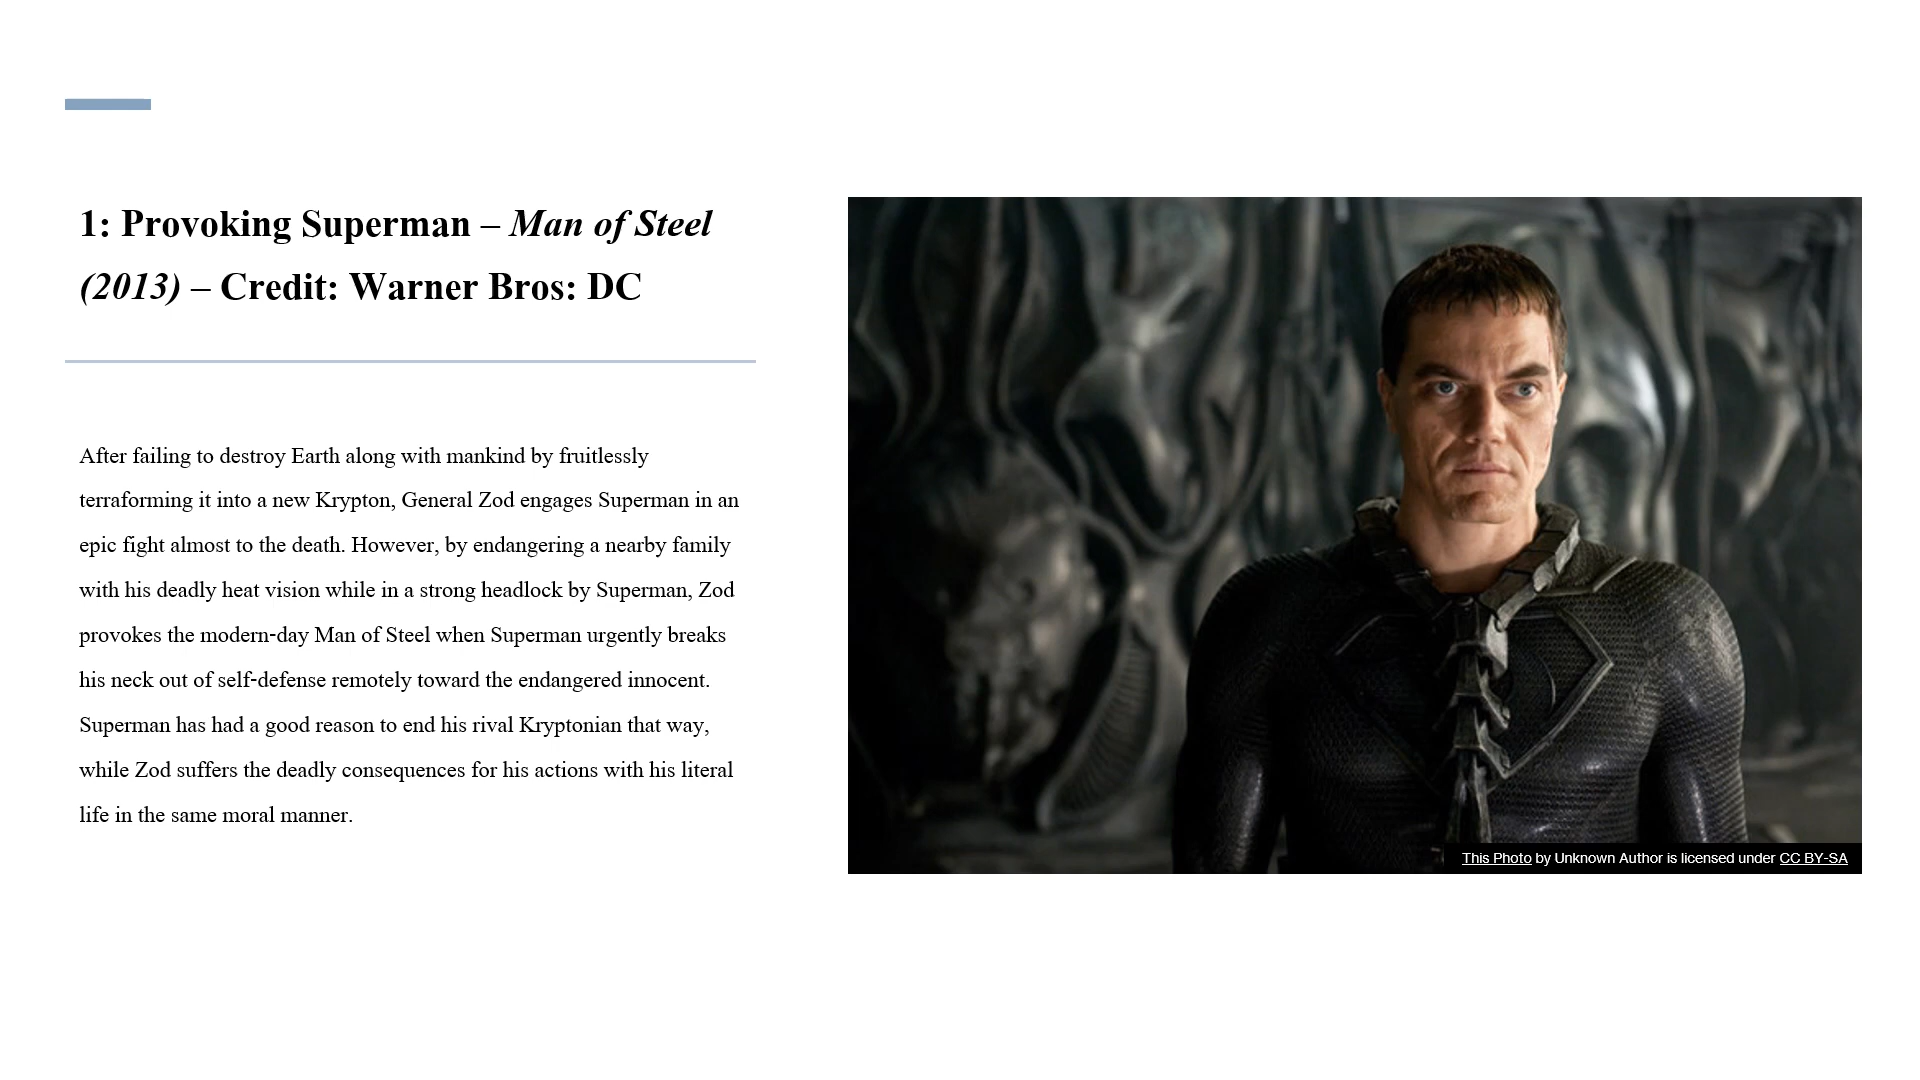 1: Provoking Superman – Man of Steel
(2013) – Credit: Warner Bros: DC
After failing to destroy Earth along with mankind by fruitlessly
terraforming it into a new Krypton, General Zod engages Superman in an
epic fight almost to the death. However, by endangering a nearby family
with his deadly heat vision while in a strong headlock by Superman, Zod
provokes the modern-day Man of Steel when Superman urgently breaks
his neck out of self-defense remotely toward the endangered innocent.
Superman has had a good reason to end his rival Kryptonian that way,
while Zod suffers the deadly consequences for his actions with his literal
life in the same moral manner.
This Photo by Unknown Author is licensed under CC BY-SA